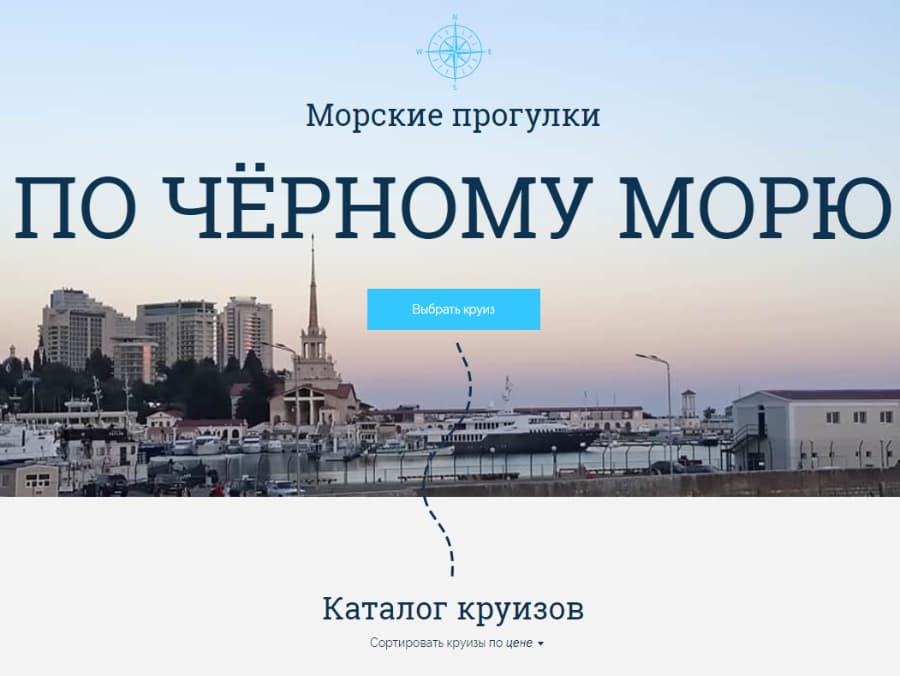 N
W E
S
Морские прогулки
ПО ЧЁРНОМУ МОРЮ
Выбрать круиз
Каталог круизов
Сортировать круизы по цене